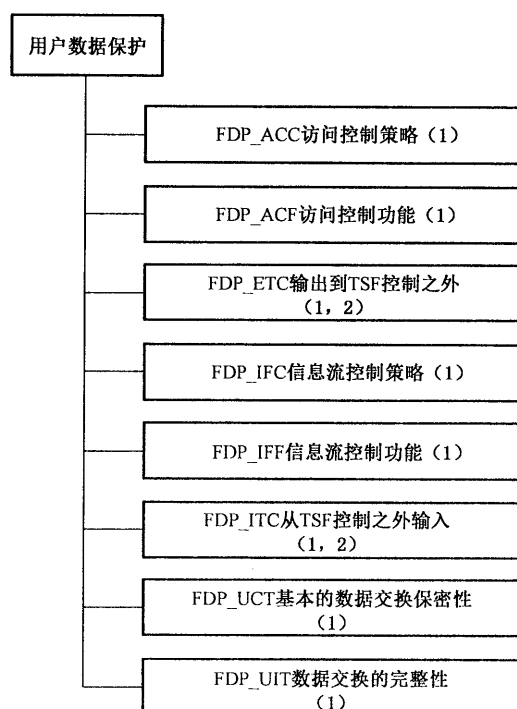 用户数据保护
FDP_ACC访问控制策略（1）
FDP_ACF访问控制功能（1）
FDP_ETC输出到TSF控制之外
（1，2）
FDP_IFC信息流控制策略（1）
FDP_IFF信息流控制功能（1）
FDP_ITC从TSF控制之外输入
（1，2）
FDP_UCT基本的数据交换保密性
（1）
FDP_UIT数据交换的完整性
（1）